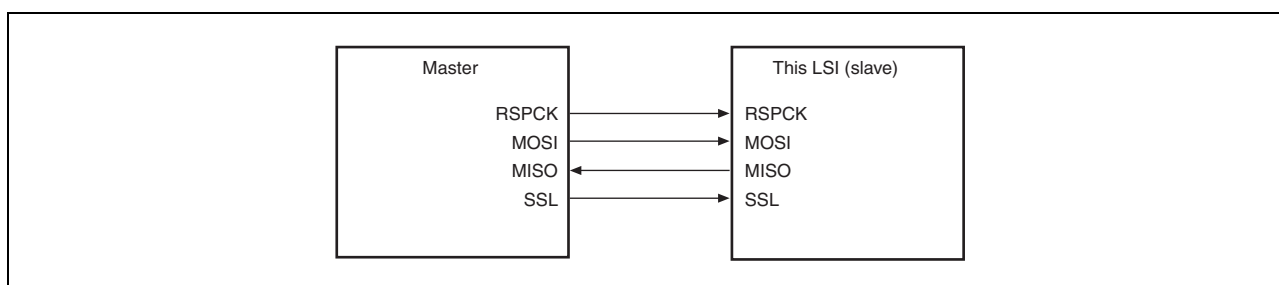 Master
This LSI (slave)
RSPCK
RSPCK
MOSI
MOSI
MISO
MISO
SSL
SSL